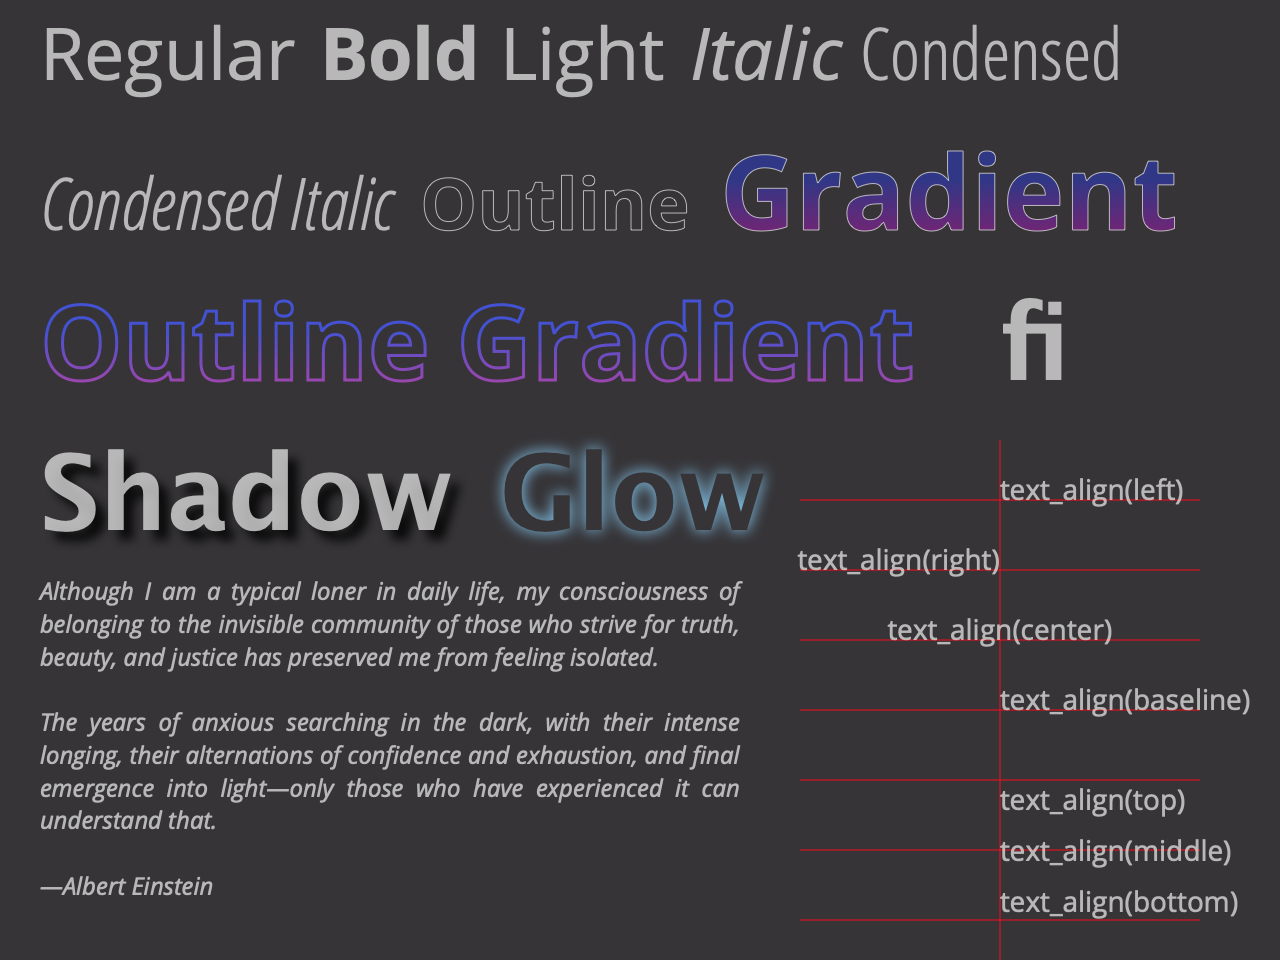 Regular Bold Light Italic Condensed
Condensed Italic Outline Gradient
Outline Gradient fi
Shadow Glow
Although I am a typical loner in daily life, my consciousness of
belonging to the invisible community of those who strive for truth,
beauty, and justice has preserved me from feeling isolated.
The years of anxious searching in the dark, with their intense
longing, their alternations of confidence and exhaustion, and final
emergence into light—only those who have experienced it can
understand that.
—Albert Einstein
text_align(left)
text_align(right)
text_align(center)
text_align(baseline)
text_align(top)
text_align(middle)
text_align(bottom)